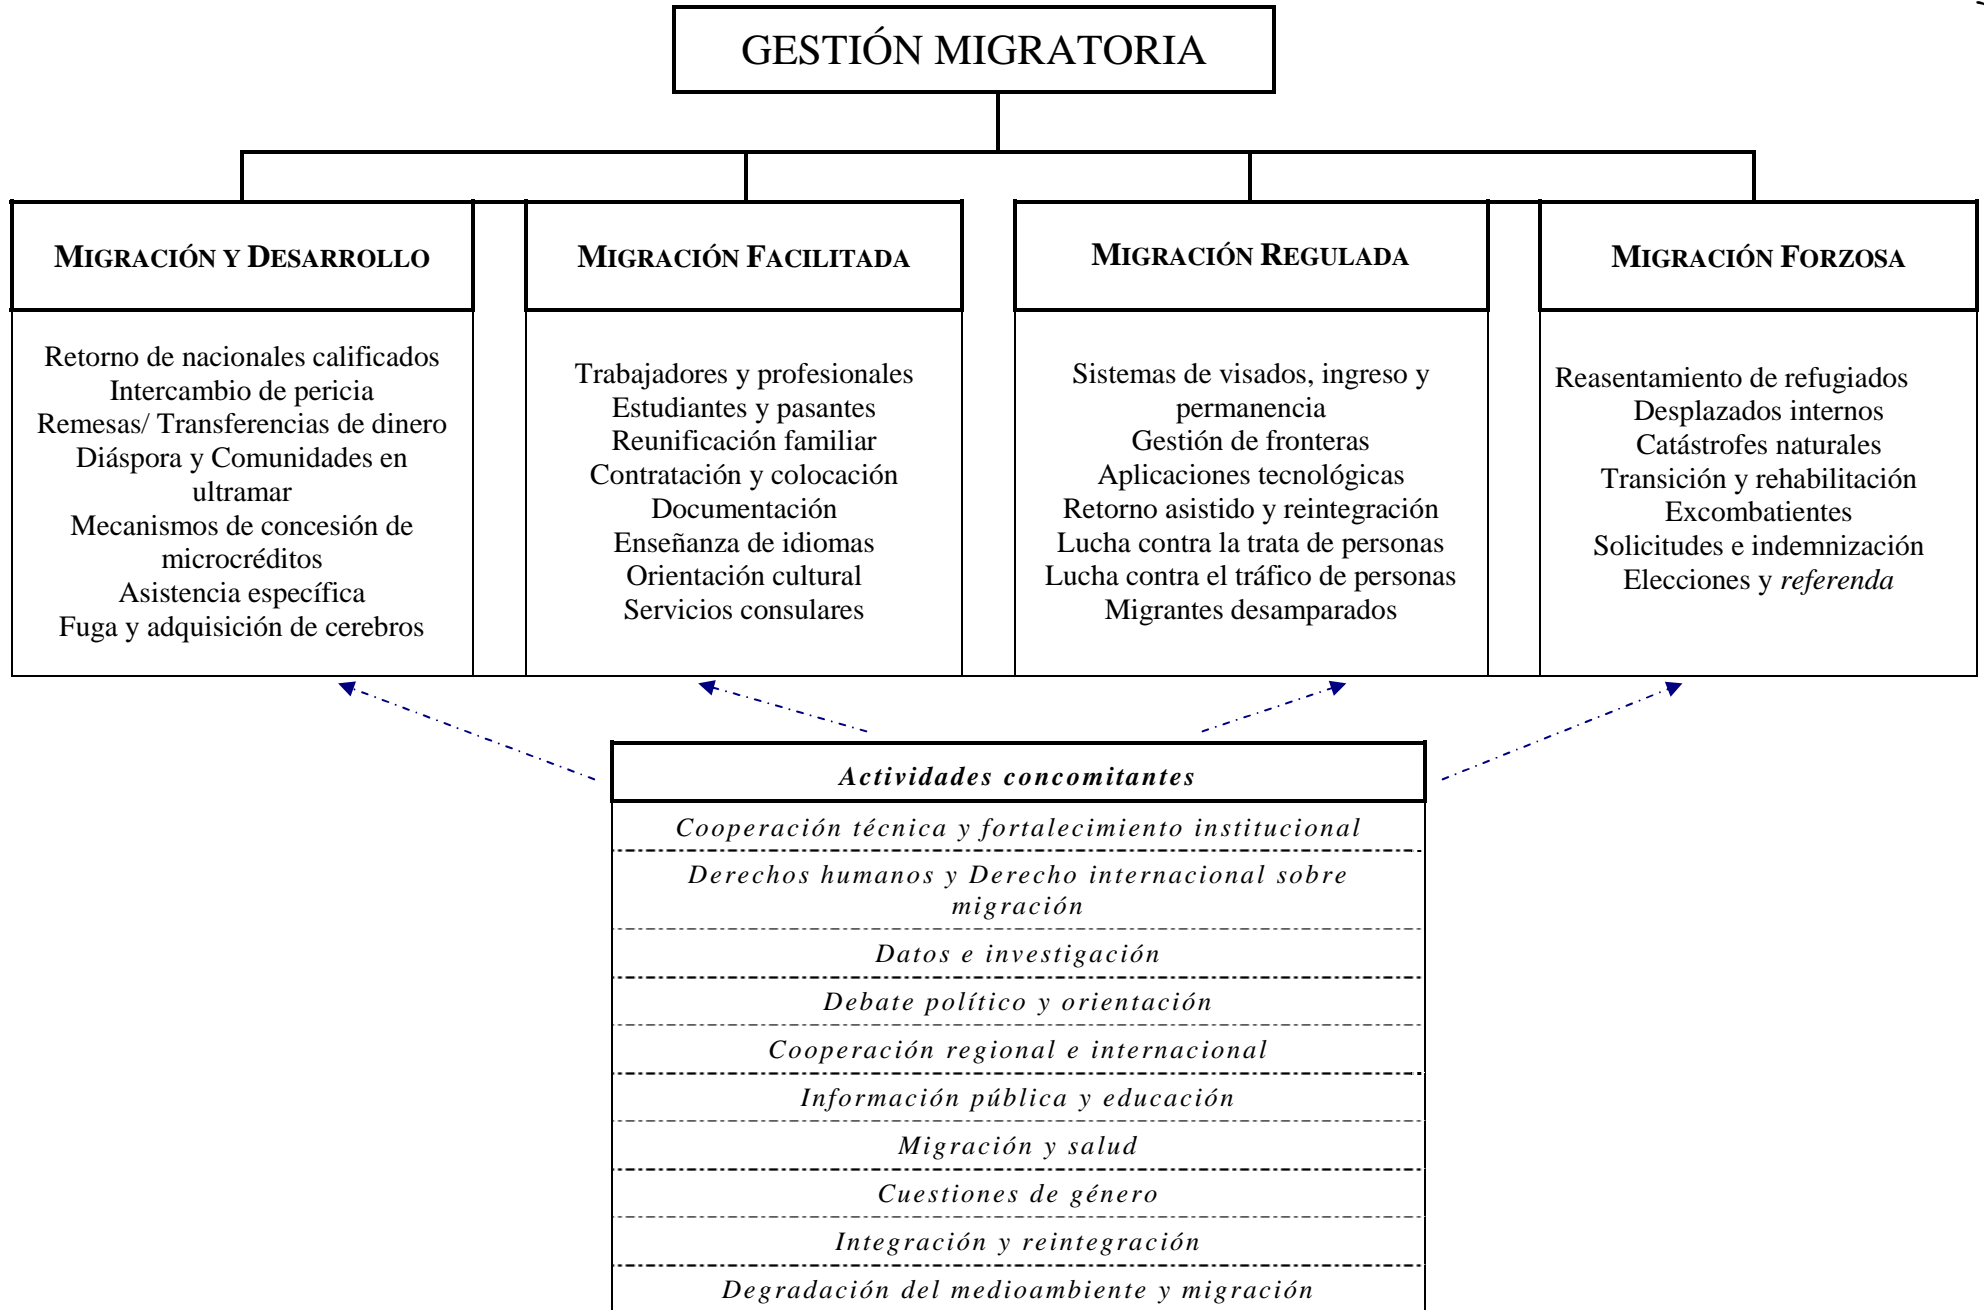 GESTIÓN MIGRATORIA
MIGRACIÓN Y DESARROLLO
Retorno de nacionales calificados
Intercambio de pericia
Remesas/ Transferencias de dinero
Diáspora y Comunidades en
ultramar
Mecanismos de concesión de
microcréditos
Asistencia específica
Fuga y adquisición de cerebros
MIGRACIÓN FACILITADA
Trabajadores y profesionales
Estudiantes y pasantes
Reunificación familiar
Contratación y colocación
Documentación
Enseñanza de idiomas
Orientación cultural
Servicios consulares
MIGRACIÓN REGULADA
Sistemas de visados, ingreso y
permanencia
Gestión de fronteras
Aplicaciones tecnológicas
Retorno asistido y reintegración
Lucha contra la trata de personas
Lucha contra el tráfico de personas
Migrantes desamparados
MIGRACIÓN FORZOSA
Reasentamiento de refugiados
Desplazados internos
Catástrofes naturales
Transición y rehabilitación
Excombatientes
Solicitudes e indemnización
Elecciones y referenda
Actividades concomitantes
Cooperación técnica y fortalecimiento institucional
Derechos humanos y Derecho internacional sobre
migración
Datos e investigación
Debate político y orientación
Cooperación regional e internacional
Información pública y educación
Migración y salud
Cuestiones de género
Integración y reintegración
Degradación del medioambiente y migración